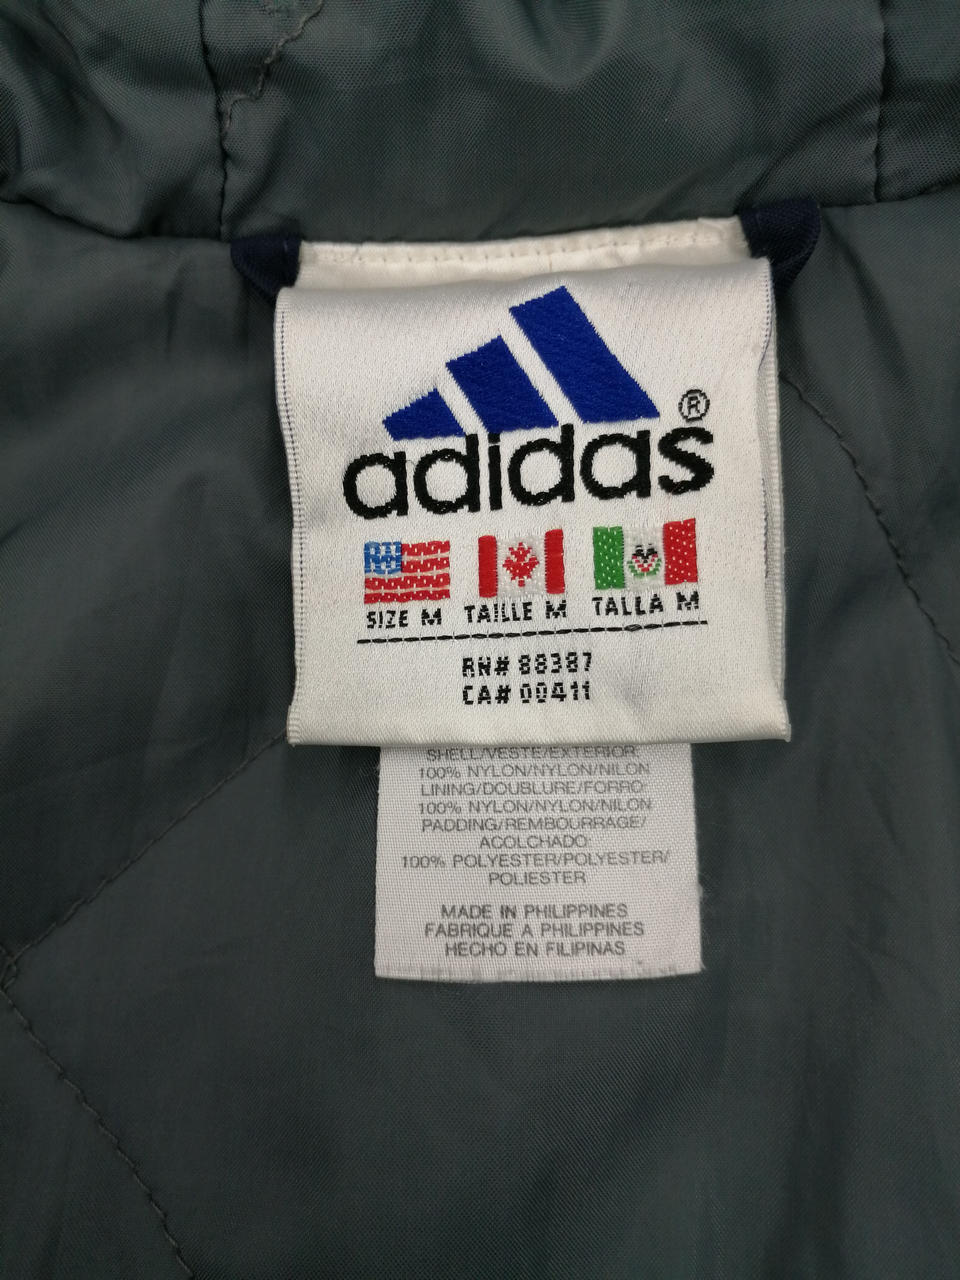 adidas®
SIZE M TAILLE M TALLA M
RN# 88387
CA# 00411
SHELL/VESTE/EXTERIOR:
100% NYLON/NYLON/NILON
LINING/DOUBLURE/FORRO:
100% NYLON/NYLON/NILON
PADDING/REMBOURRAGE/
ACOLCHADO:
100% POLYESTER/POLYESTER/
POLIESTER
MADE IN PHILIPPINES
FABRIQUE A PHILIPPINES
HECHO EN FILIPINAS